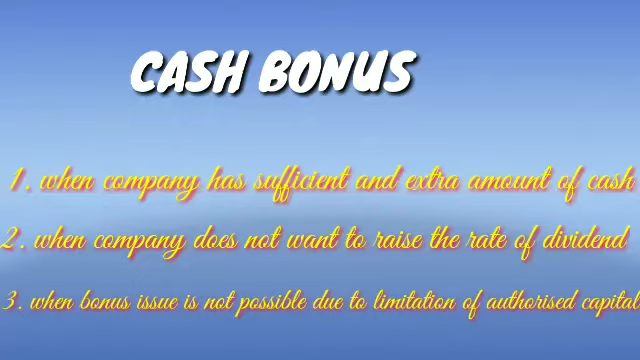 CASH BONUS
1. when company has sufficient and extra amount of cash
2. when company does not want to raise the rate of dividend
3. when bonus issue is not possible due to limitation of authorised capital